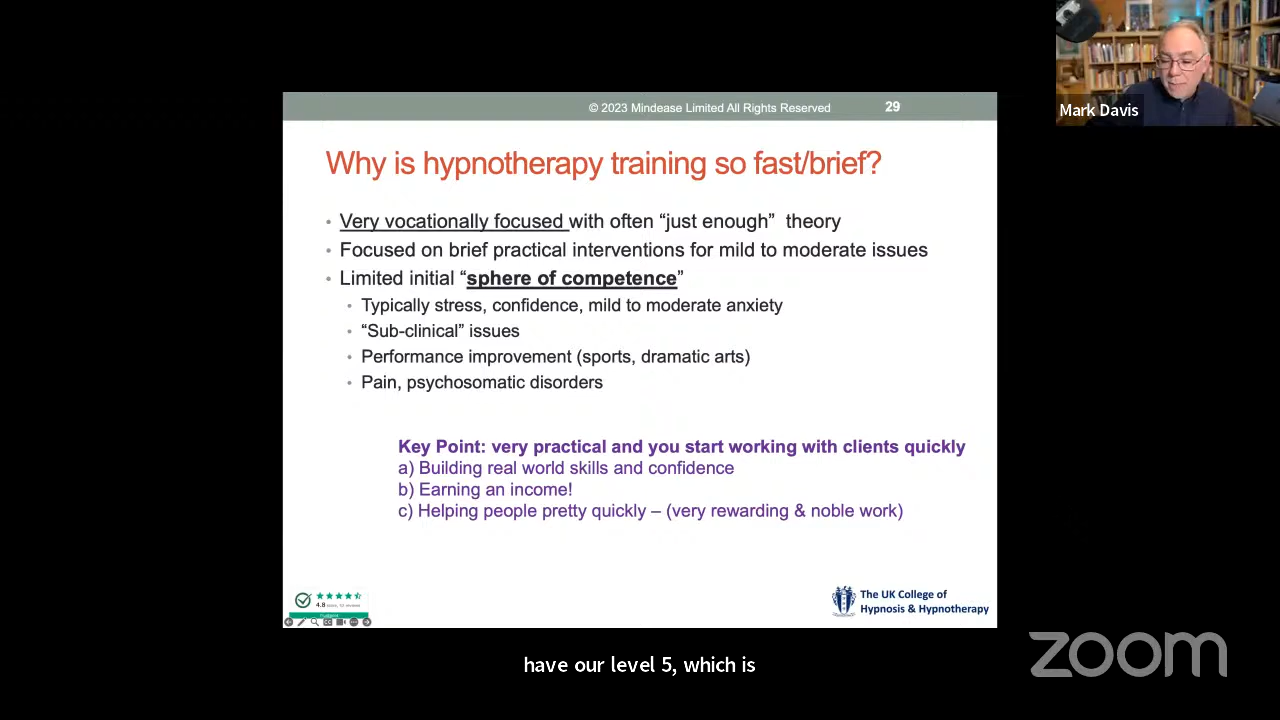 © 2023 Mindease Limited All Rights Reserved 29
Mark Davis
Why is hypnotherapy training so fast/brief?
• Very vocationally focused with often “just enough” theory
• Focused on brief practical interventions for mild to moderate issues
• Limited initial “sphere of competence”
• Typically stress, confidence, mild to moderate anxiety
• “Sub-clinical” issues
• Performance improvement (sports, dramatic arts)
• Pain, psychosomatic disorders
Key Point: very practical and you start working with clients quickly
a) Building real world skills and confidence
b) Earning an income!
c) Helping people pretty quickly – (very rewarding & noble work)
4.8
The UK College of
Hypnosis & Hypnotherapy
have our level 5, which is
zoom